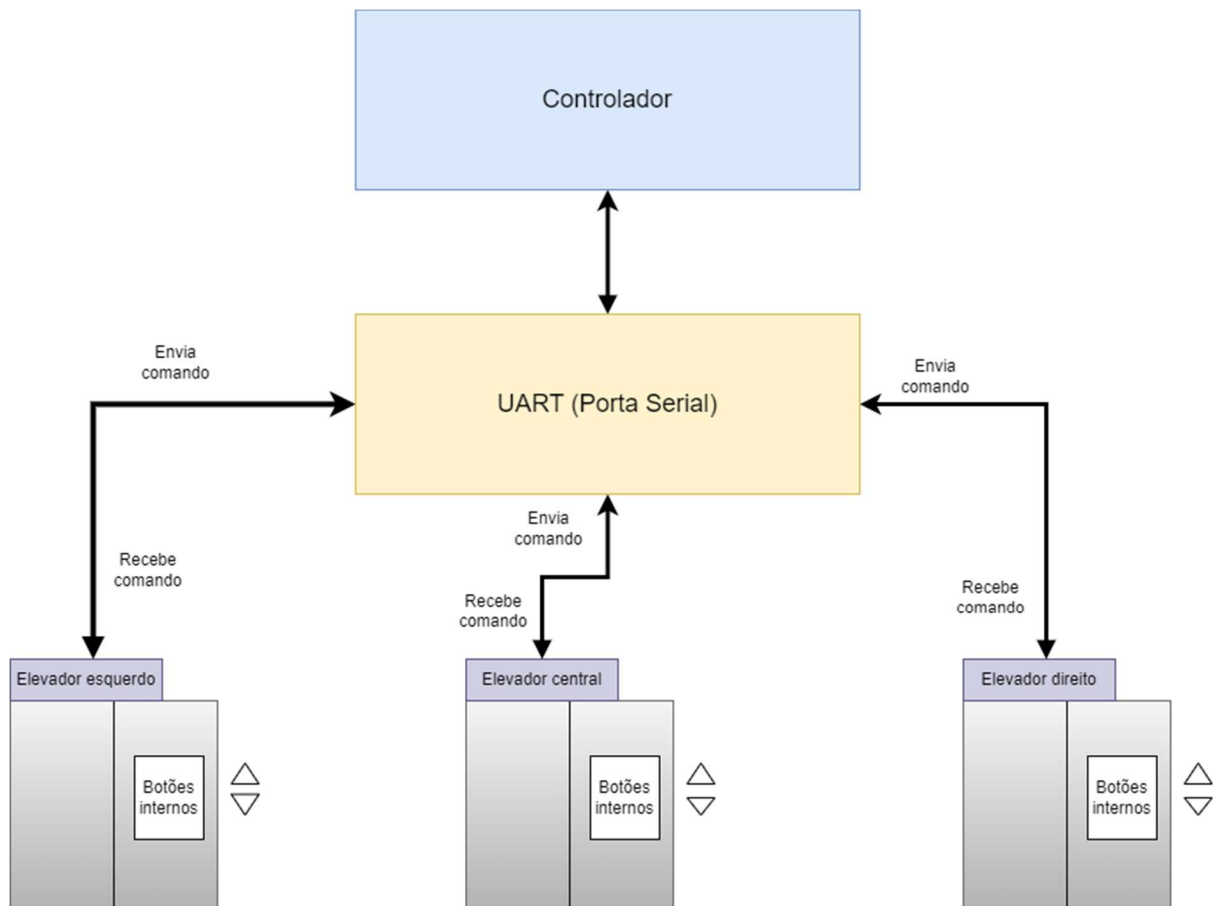 Controlador
Envia
comando
UART (Porta Serial)
Envia
comando
Envia
comando
Recebe
comando
Recebe
comando
Recebe
comando
Elevador esquerdo
Elevador central
Elevador direito
Botões
internos
Botões
internos
Botões
internos